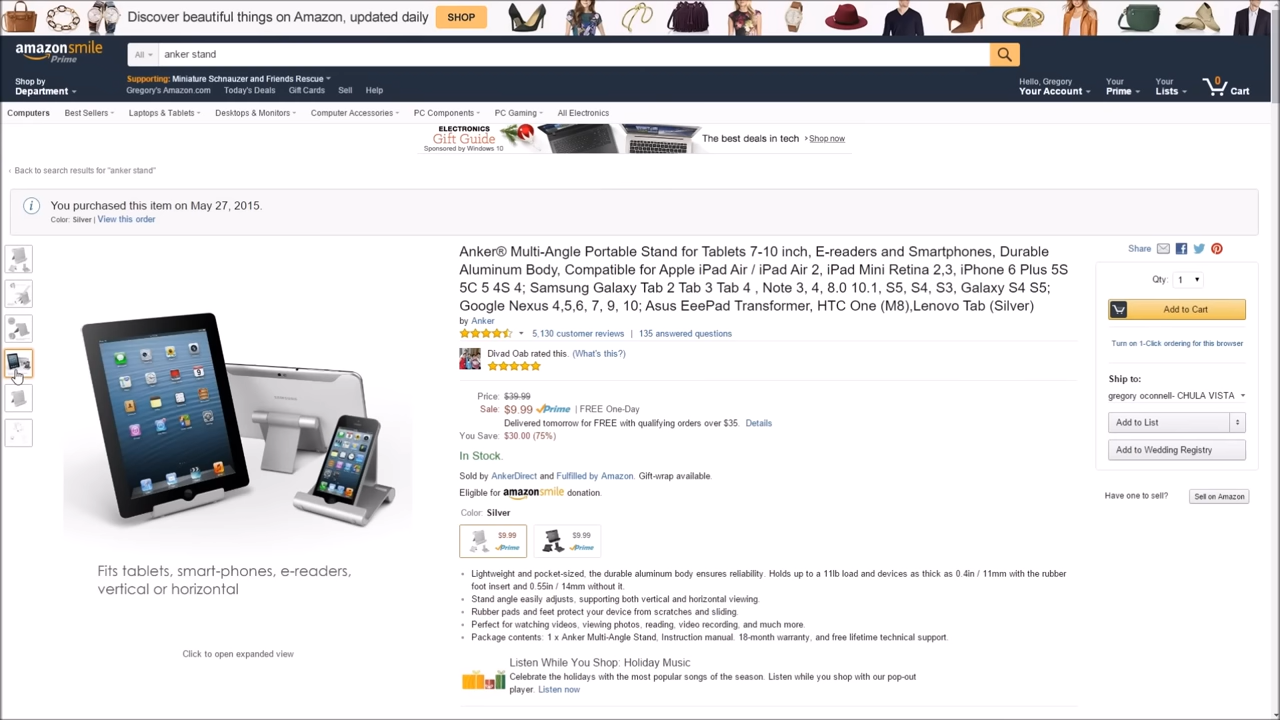 Discover beautiful things on Amazon, updated daily
SHOP
amazonsmile
Prime
All
anker stand
Shop by
Department
Supporting: Miniature Schnauzer and Friends Rescue
Gregory's Amazon.com Today's Deals Gift Cards Sell Help
Hello, Gregory
Your Account
Your
Prime
Your
Lists
0
Cart
Computers Best Sellers Laptops & Tablets Desktops & Monitors Computer Accessories PC Components PC Gaming All Electronics
ELECTRONICS
Gift Guide
Sponsored by Windows 10
The best deals in tech › Shop now
‹ Back to search results for "anker stand"
You purchased this item on May 27, 2015.
Color: Silver | View this order
Fits tablets, smart-phones, e-readers,
vertical or horizontal
Click to open expanded view
Anker® Multi-Angle Portable Stand for Tablets 7-10 inch, E-readers and Smartphones, Durable
Aluminum Body, Compatible for Apple iPad Air / iPad Air 2, iPad Mini Retina 2,3, iPhone 6 Plus 5S
5C 5 4S 4; Samsung Galaxy Tab 2 Tab 3 Tab 4 , Note 3, 4, 8.0 10.1, S5, S4, S3, Galaxy S4 S5;
Google Nexus 4,5,6, 7, 9, 10; Asus EeePad Transformer, HTC One (M8),Lenovo Tab (Silver)
by Anker
5,130 customer reviews | 135 answered questions
Divad Oab rated this. (What's this?)
Price: $39.99
Sale: $9.99 Prime | FREE One-Day
Delivered tomorrow for FREE with qualifying orders over $35. Details
You Save: $30.00 (75%)
In Stock.
Sold by AnkerDirect and Fulfilled by Amazon. Gift-wrap available.
Eligible for amazonsmile donation.
Color: Silver
$9.99
Prime
$9.99
Prime
• Lightweight and pocket-sized, the durable aluminum body ensures reliability. Holds up to a 11lb load and devices as thick as 0.4in / 11mm with the rubber
foot insert and 0.55in / 14mm without it.
• Stand angle easily adjusts, supporting both vertical and horizontal viewing.
• Rubber pads and feet protect your device from scratches and sliding.
• Perfect for watching videos, viewing photos, reading, video recording, and much more.
• Package contents: 1 x Anker Multi-Angle Stand, Instruction manual. 18-month warranty, and free lifetime technical support.
Listen While You Shop: Holiday Music
Celebrate the holidays with the most popular songs of the season. Listen while you shop with our pop-out
player. Listen now
Share
Qty: 1
Add to Cart
Turn on 1-Click ordering for this browser
Ship to:
gregory oconnell- CHULA VISTA
Add to List
Add to Wedding Registry
Have one to sell?
Sell on Amazon